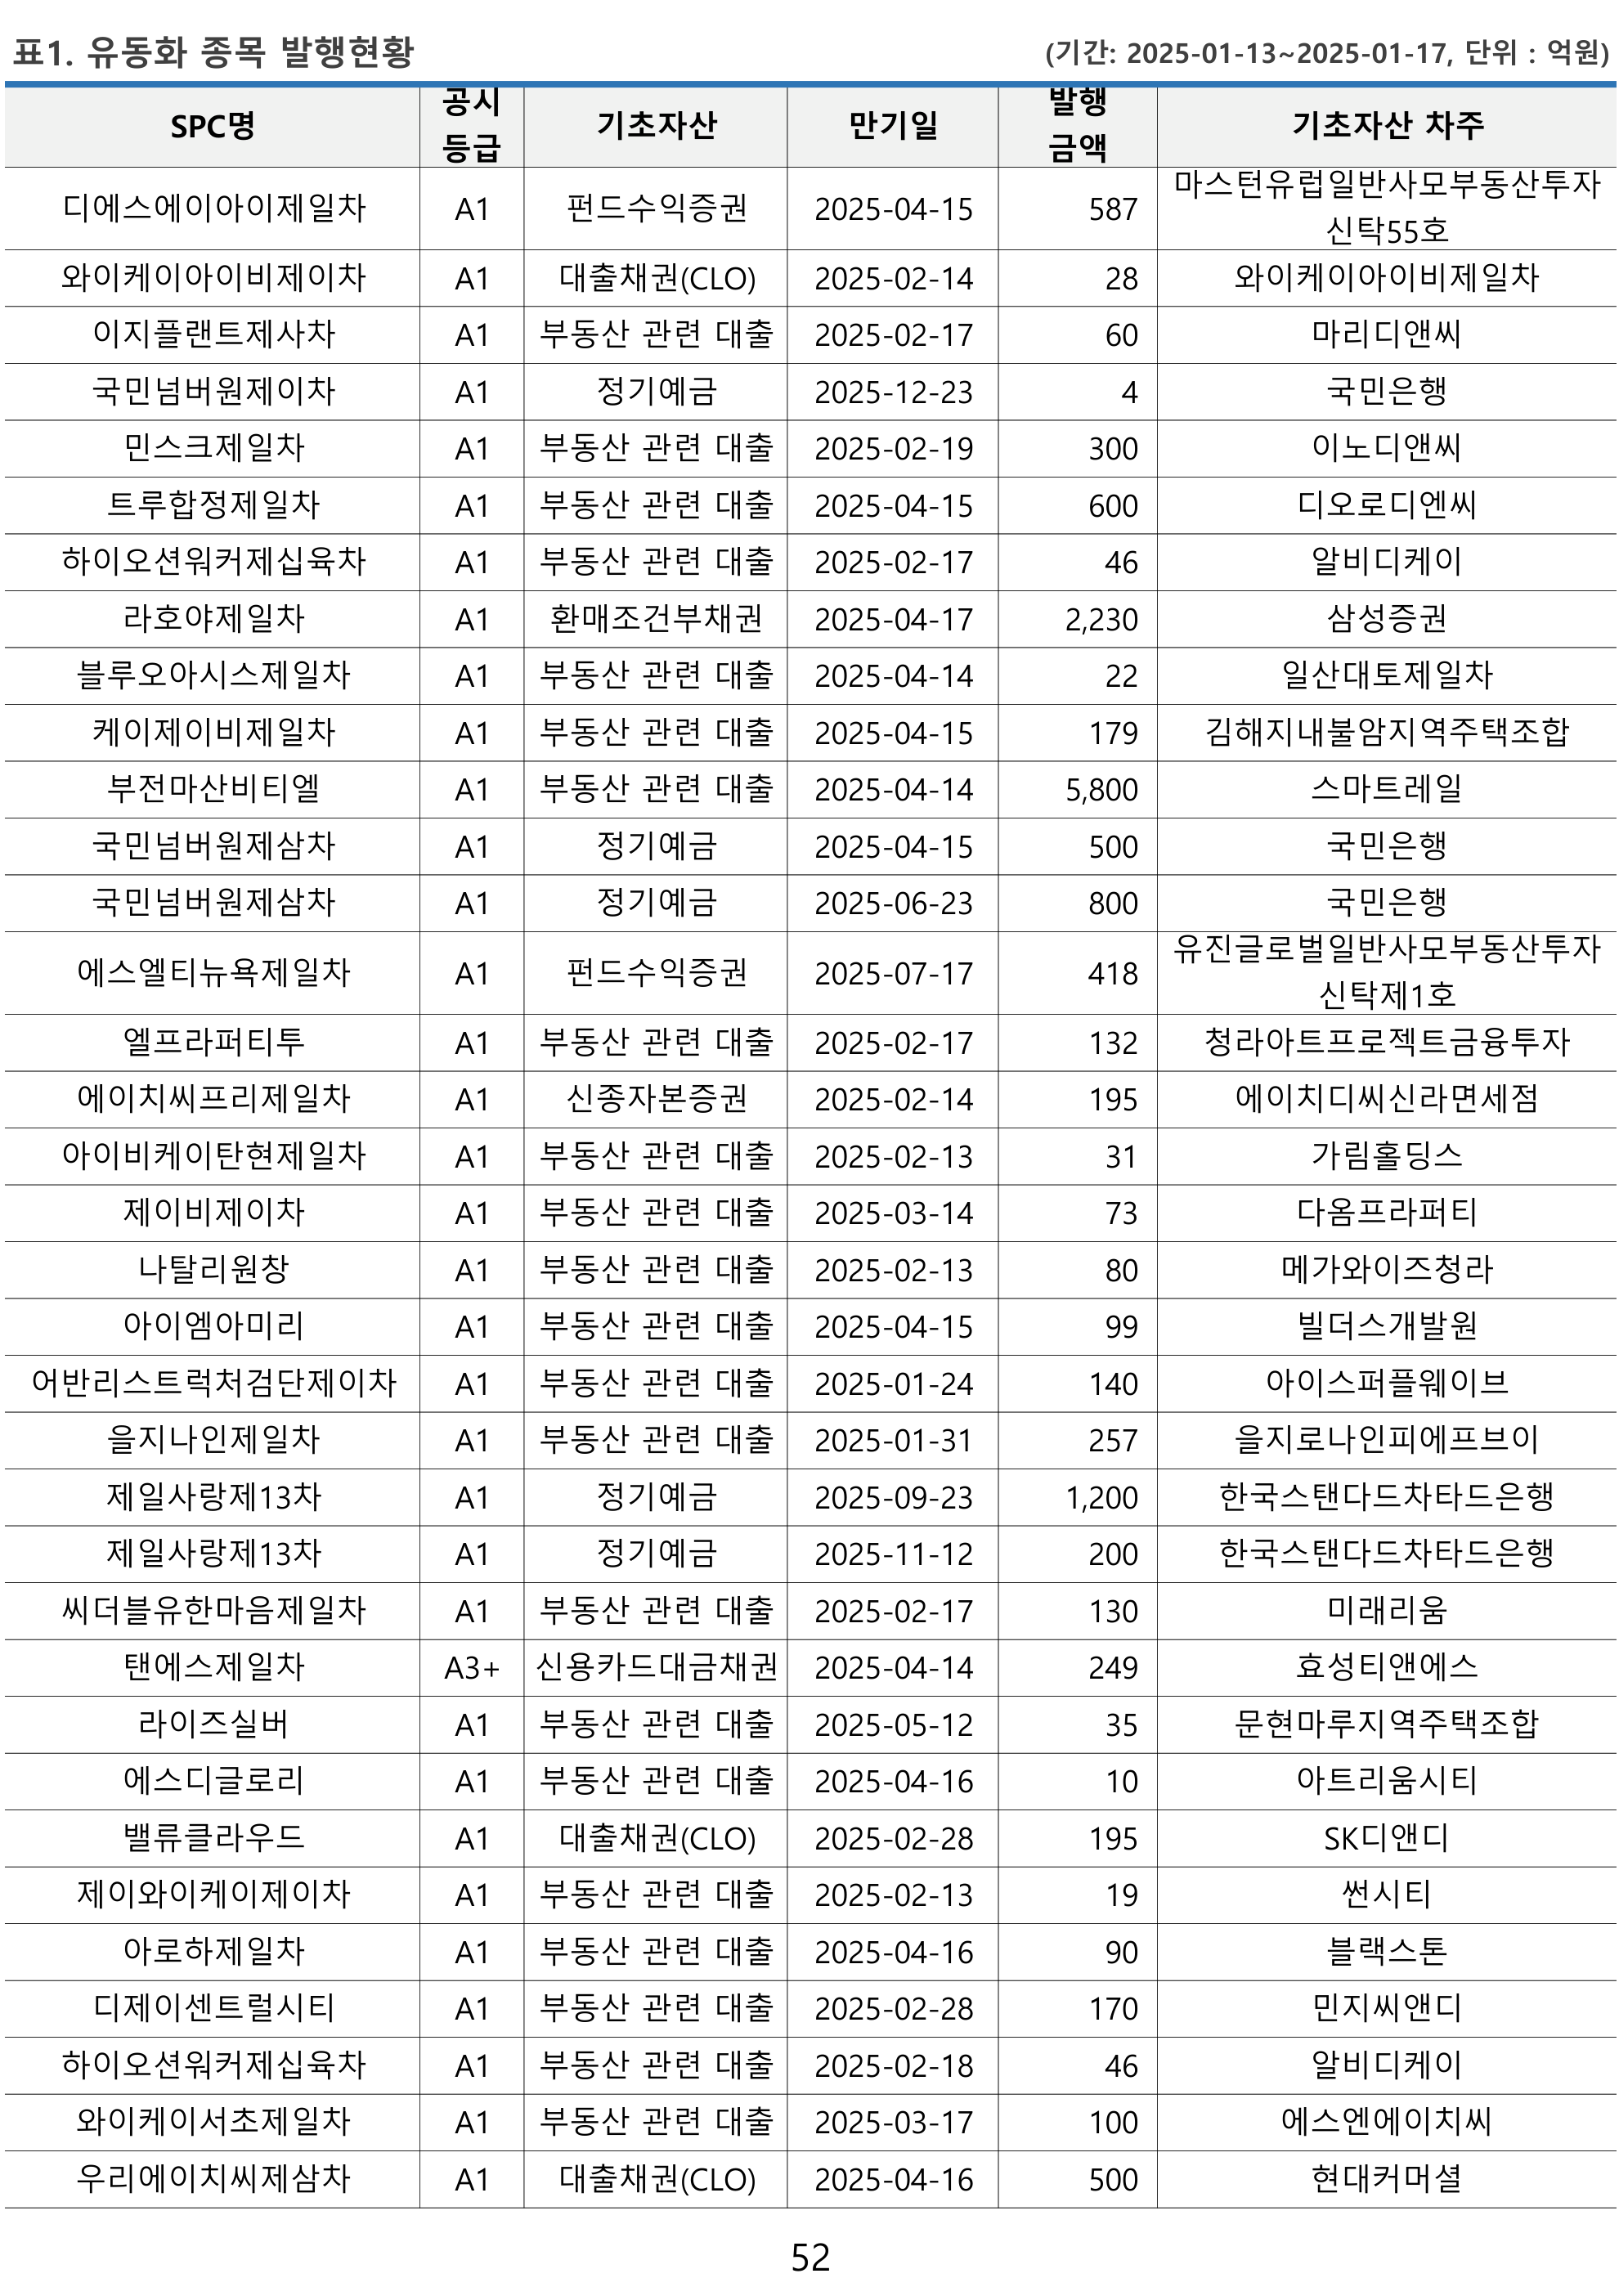 표1. 유동화 종목 발행현황 (기간: 2025-01-13~2025-01-17, 단위 : 억원)
SPC명 공시 등급 기초자산 만기일 발행 금액 기초자산 차주
디에스에이아이제일차 A1 펀드수익증권 2025-04-15 587 마스턴유럽일반사모부동산투자
신탁55호
와이케이아이비제이차 A1 대출채권(CLO) 2025-02-14 28 와이케이아이비제일차
이지플랜트제사차 A1 부동산 관련 대출 2025-02-17 60 마리디앤씨
국민넘버원제이차 A1 정기예금 2025-12-23 4 국민은행
민스크제일차 A1 부동산 관련 대출 2025-02-19 300 이노디앤씨
트루합정제일차 A1 부동산 관련 대출 2025-04-15 600 디오로디엔씨
하이오션워커제십육차 A1 부동산 관련 대출 2025-02-17 46 알비디케이
라호야제일차 A1 환매조건부채권 2025-04-17 2,230 삼성증권
블루오아시스제일차 A1 부동산 관련 대출 2025-04-14 22 일산대토제일차
케이제이비제일차 A1 부동산 관련 대출 2025-04-15 179 김해지내불암지역주택조합
부전마산비티엘 A1 부동산 관련 대출 2025-04-14 5,800 스마트레일
국민넘버원제삼차 A1 정기예금 2025-04-15 500 국민은행
국민넘버원제삼차 A1 정기예금 2025-06-23 800 국민은행
에스엘티뉴욕제일차 A1 펀드수익증권 2025-07-17 418 유진글로벌일반사모부동산투자
신탁제1호
엘프라퍼티투 A1 부동산 관련 대출 2025-02-17 132 청라아트프로젝트금융투자
에이치씨프리제일차 A1 신종자본증권 2025-02-14 195 에이치디씨신라면세점
아이비케이탄현제일차 A1 부동산 관련 대출 2025-02-13 31 가림홀딩스
제이비제이차 A1 부동산 관련 대출 2025-03-14 73 다옴프라퍼티
나탈리원창 A1 부동산 관련 대출 2025-02-13 80 메가와이즈청라
아이엠아미리 A1 부동산 관련 대출 2025-04-15 99 빌더스개발원
어반리스트럭처검단제이차 A1 부동산 관련 대출 2025-01-24 140 아이스퍼플웨이브
을지나인제일차 A1 부동산 관련 대출 2025-01-31 257 을지로나인피에프브이
제일사랑제13차 A1 정기예금 2025-09-23 1,200 한국스탠다드차타드은행
제일사랑제13차 A1 정기예금 2025-11-12 200 한국스탠다드차타드은행
씨더블유한마음제일차 A1 부동산 관련 대출 2025-02-17 130 미래리움
탠에스제일차 A3+ 신용카드대금채권 2025-04-14 249 효성티앤에스
라이즈실버 A1 부동산 관련 대출 2025-05-12 35 문현마루지역주택조합
에스디글로리 A1 부동산 관련 대출 2025-04-16 10 아트리움시티
밸류클라우드 A1 대출채권(CLO) 2025-02-28 195 SK디앤디
제이와이케이제이차 A1 부동산 관련 대출 2025-02-13 19 썬시티
아로하제일차 A1 부동산 관련 대출 2025-04-16 90 블랙스톤
디제이센트럴시티 A1 부동산 관련 대출 2025-02-28 170 민지씨앤디
하이오션워커제십육차 A1 부동산 관련 대출 2025-02-18 46 알비디케이
와이케이서초제일차 A1 부동산 관련 대출 2025-03-17 100 에스엔에이치씨
우리에이치씨제삼차 A1 대출채권(CLO) 2025-04-16 500 현대커머셜
52